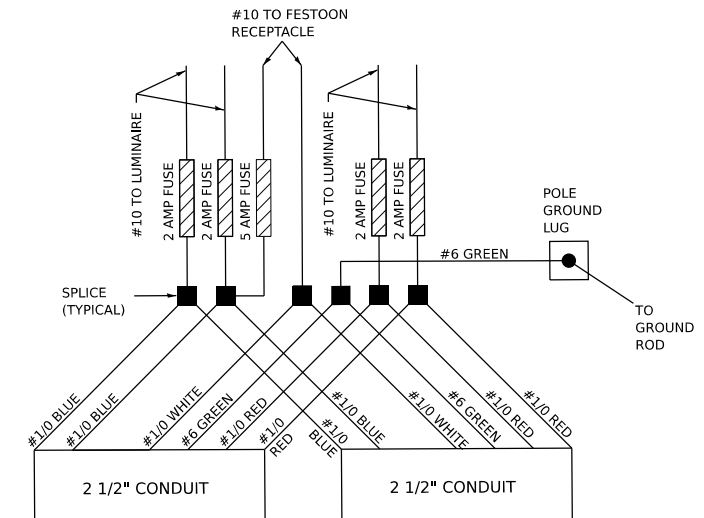 #10 TO FESTOON
RECEPTACLE
#10 TO LUMINAIRE
2 AMP FUSE
2 AMP FUSE
5 AMP FUSE
#10 TO LUMINAIRE
2 AMP FUSE
2 AMP FUSE
POLE
GROUND
LUG
#6 GREEN
SPLICE
(TYPICAL)
TO
GROUND
ROD
#1/0 BLUE
#1/0 BLUE
#1/0 WHITE
#6 GREEN
#1/0 RED
#1/0
RED
#1/0
BLUE
#1/0 BLUE
#1/0 WHITE
#6 GREEN
#1/0 RED
#1/0 RED
2 1/2" CONDUIT
2 1/2" CONDUIT